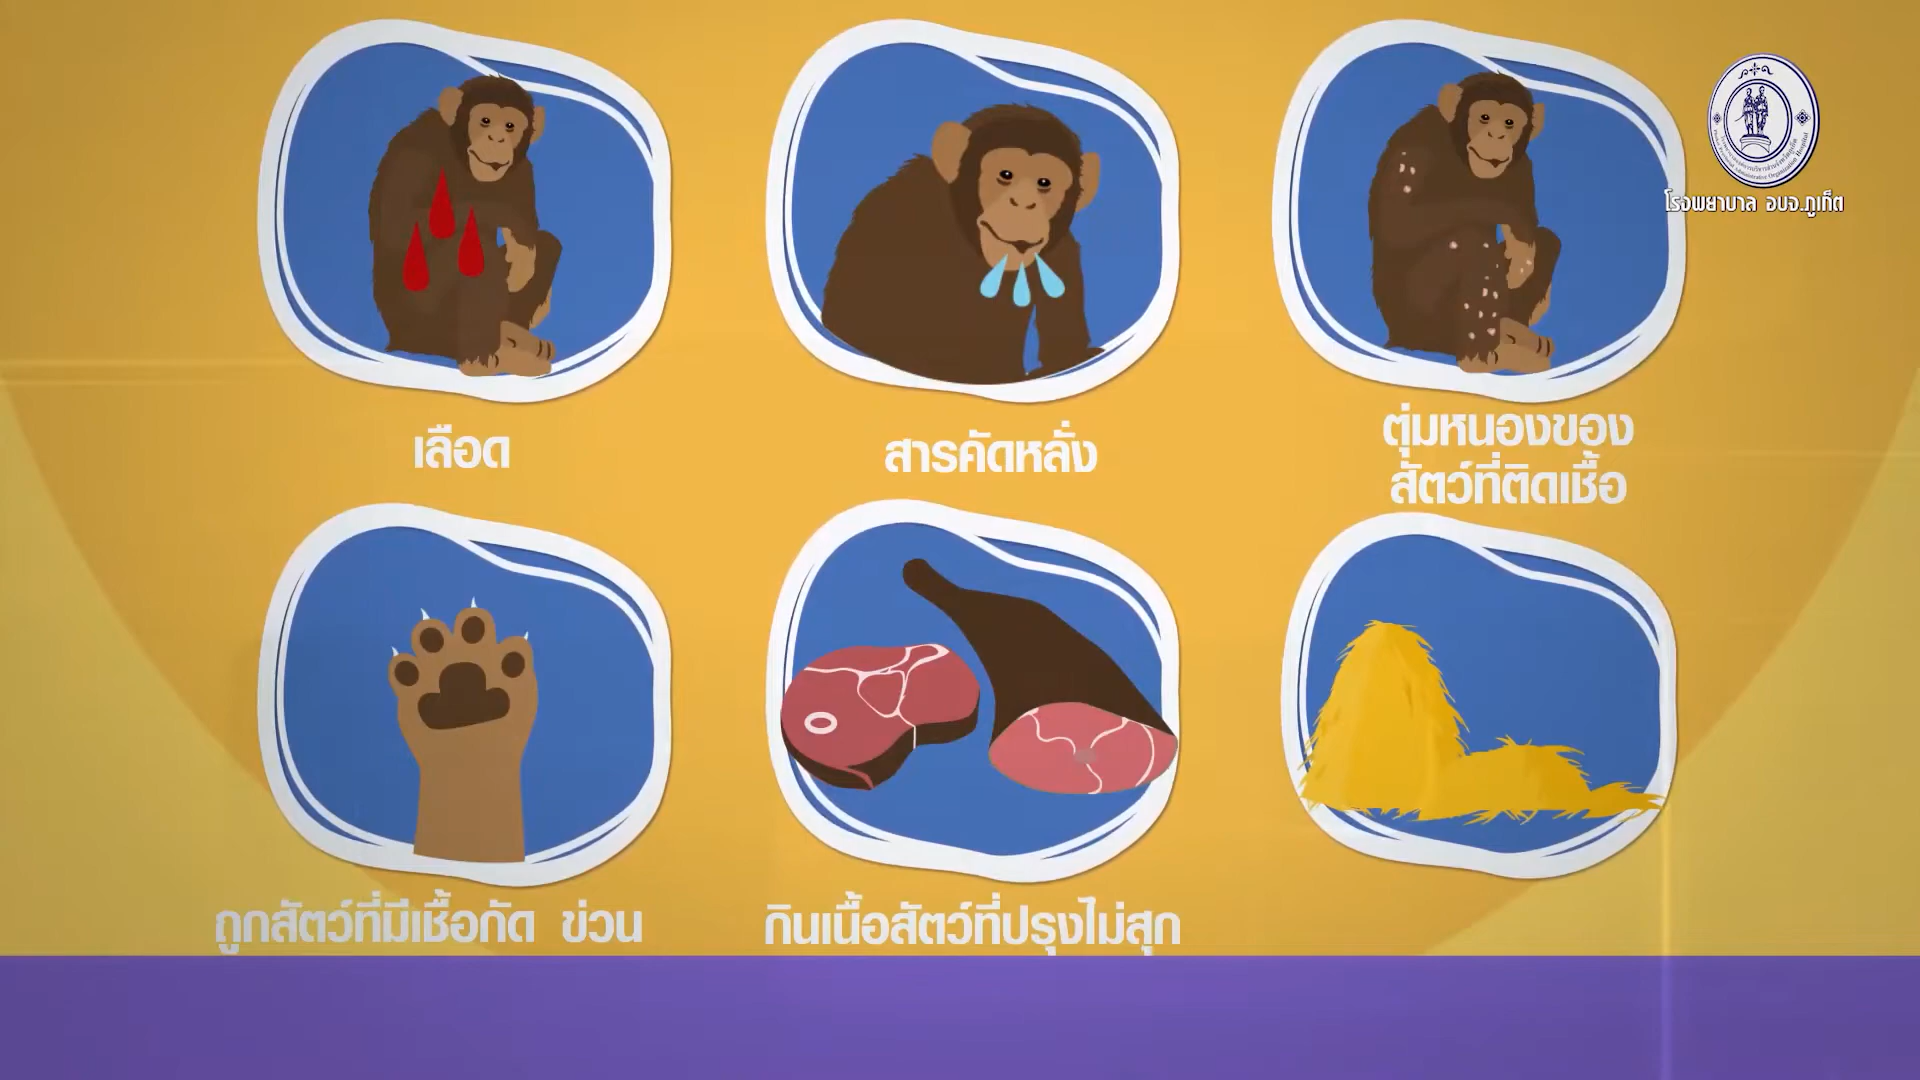 โรงพยาบาล อบจ.ภูเก็ต
เลือด
สารคัดหลั่ง
ตุ่มหนองของ
สัตว์ที่ติดเชื้อ
ถูกสัตว์ที่มีเชื้อกัด ข่วน
กินเนื้อสัตว์ที่ปรุงไม่สุก